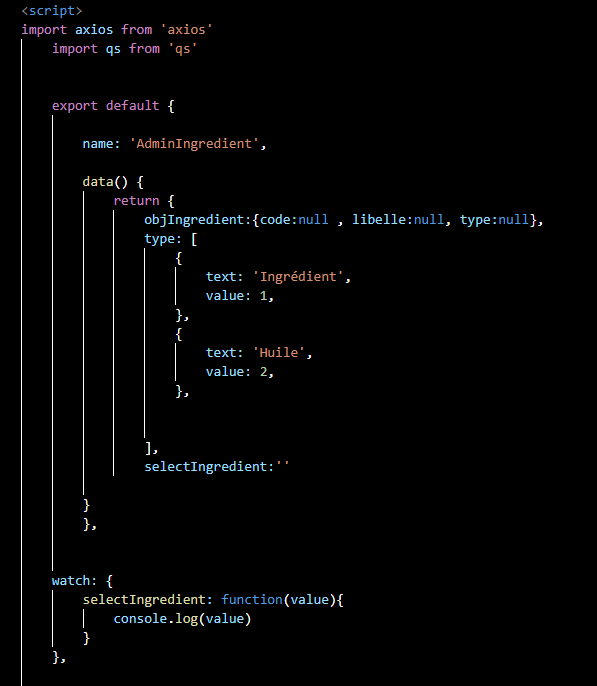 <script>
import axios from 'axios'
import qs from 'qs'
export default {
name: 'AdminIngredient',
data() {
return {
objIngredient:{code:null , libelle:null, type:null},
type: [
{
text: 'Ingrédient',
value: 1,
},
{
text: 'Huile',
value: 2,
},
],
selectIngredient:''
}
},
watch: {
selectIngredient: function(value){
console.log(value)
}
},